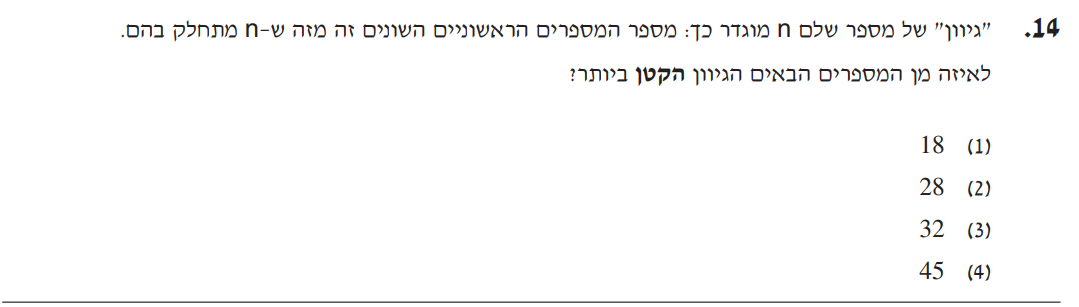 14. "גיוון" של מספר שלם n מוגדר כך: מספר המספרים הראשוניים השונים זה מזה ש-n מתחלק בהם.
לאיזה מן המספרים הבאים הגיוון הקטן ביותר?
(1) 18
(2) 28
(3) 32
(4) 45